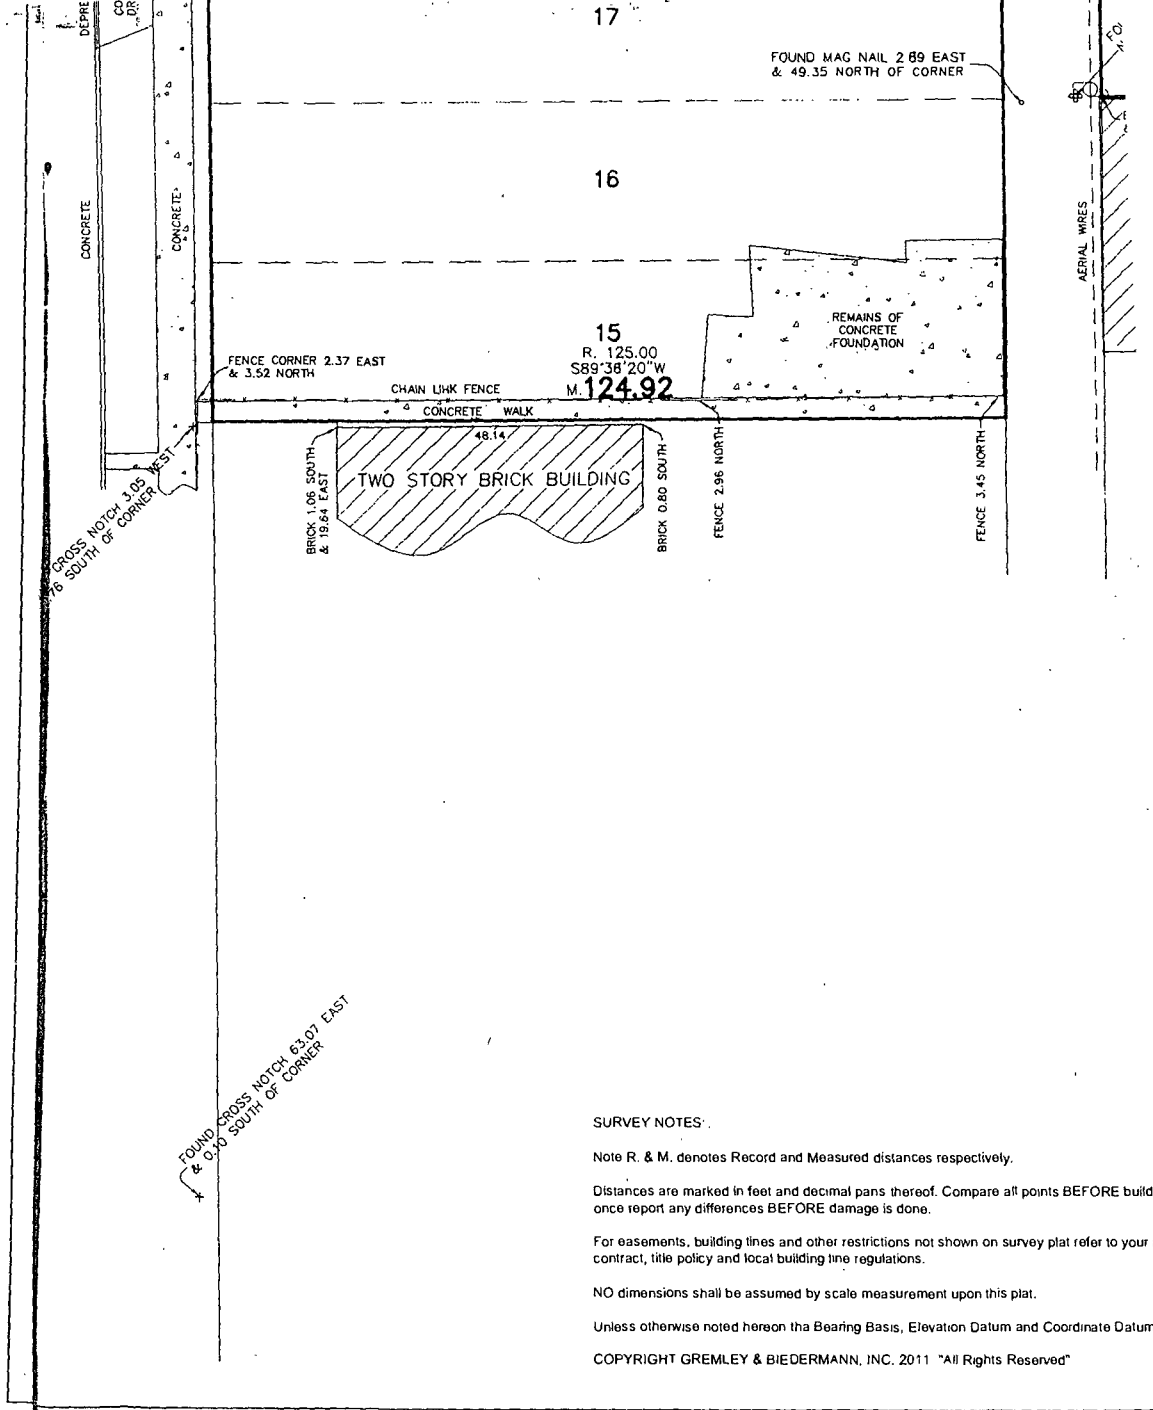 17
FOUND MAG NAIL 2 69 EAST
& 49.35 NORTH OF CORNER
16
CONCRETE
CONCRETE
AERIAL WIRES
REMAINS OF
CONCRETE
FOUNDATION
15
R. 125.00
S89°38'20"W
M. 124.92
FENCE CORNER 2.37 EAST
& 3.52 NORTH
CHAIN LIHK FENCE
CONCRETE WALK
48.14
TWO STORY BRICK BUILDING
BRICK 1.06 SOUTH
& 19.64 EAST
BRICK 0.80 SOUTH
FENCE 2.96 NORTH
FENCE 3.45 NORTH
CROSS NOTCH 3.05 WEST
76 SOUTH OF CORNER
FOUND CROSS NOTCH 63.07 EAST
& 0.10 SOUTH OF CORNER
SURVEY NOTES
Note R. & M. denotes Record and Measured distances respectively.
Distances are marked in feet and decimal pans thereof. Compare all points BEFORE build
once report any differences BEFORE damage is done.
For easements, building lines and other restrictions not shown on survey plat refer to your
contract, title policy and local building line regulations.
NO dimensions shall be assumed by scale measurement upon this plat.
Unless otherwise noted hereon tha Bearing Basis, Elevation Datum and Coordinate Datum
COPYRIGHT GREMLEY & BIEDERMANN, INC. 2011 "All Rights Reserved"